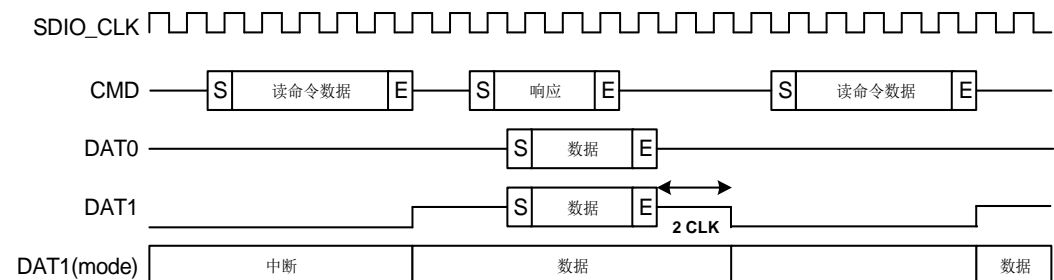 SDIO_CLK
CMD S 读命令数据 E S 响应 E S 读命令数据 E
DAT0 S 数据 E
DAT1 S 数据 E
2 CLK
DAT1(mode) 中断 数据 数据